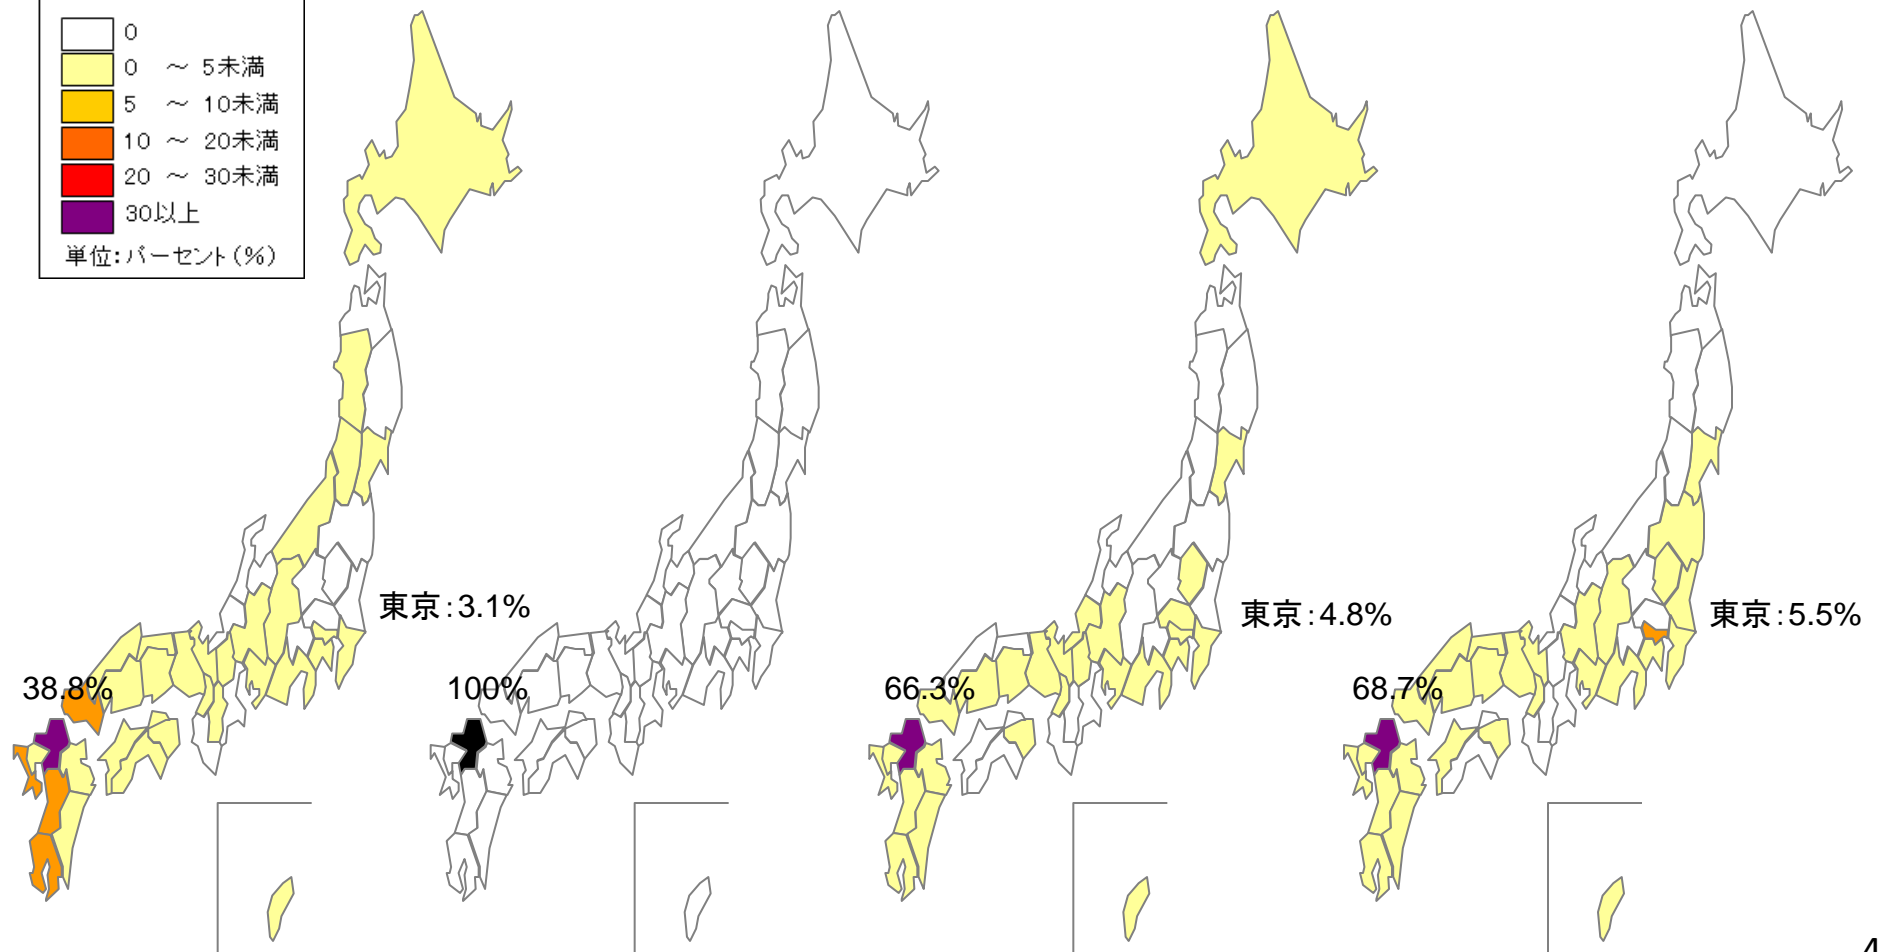 0
0 ～ 5未満
5 ～ 10未満
10 ～ 20未満
20 ～ 30未満
30以上
単位:パーセント(%)
東京:3.1%
東京:4.8%
東京:5.5%
38.8%
100%
66.3%
68.7%
4